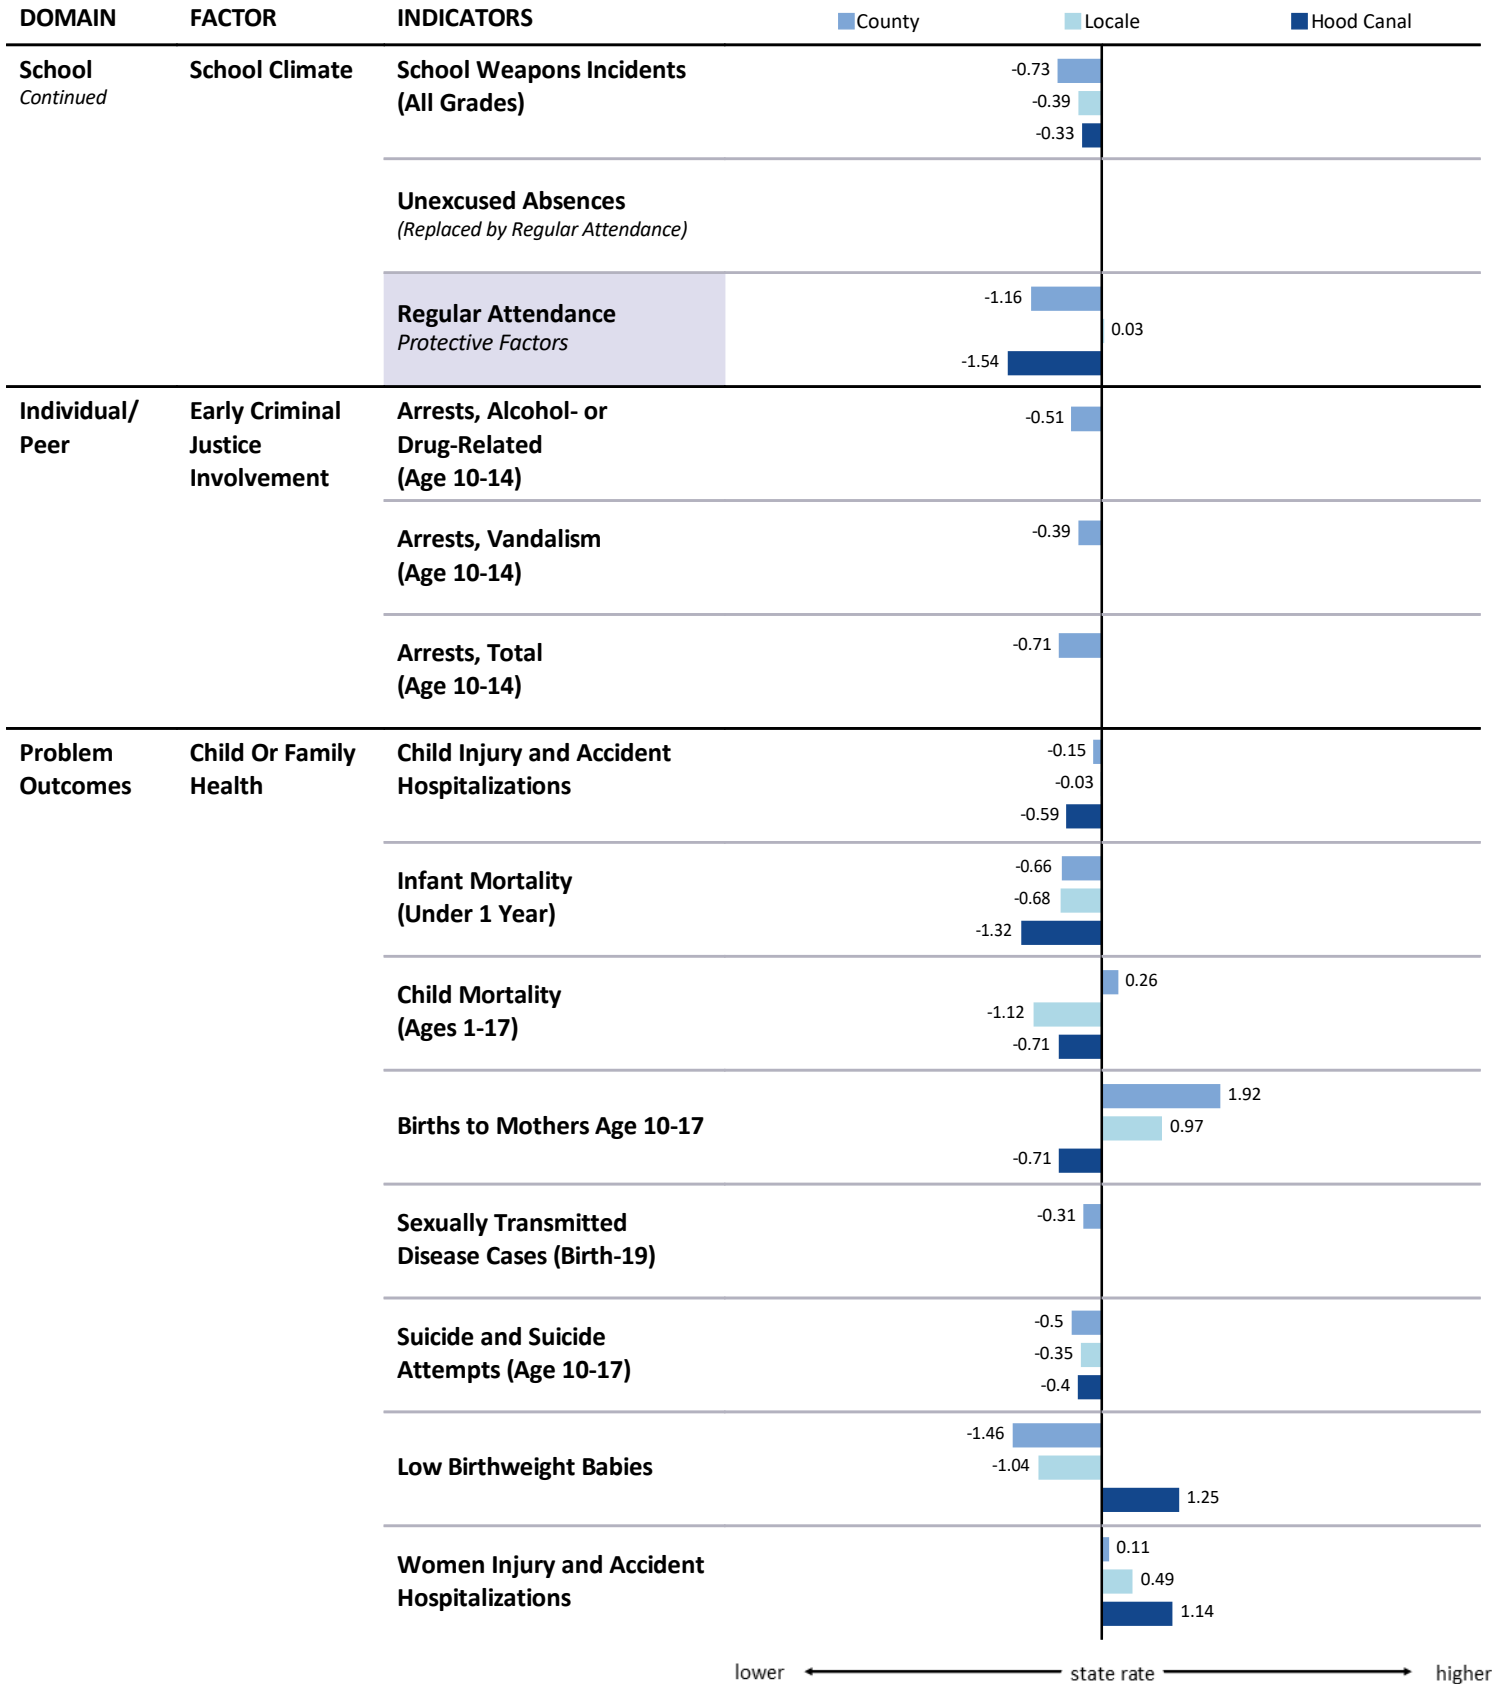 DOMAIN FACTOR INDICATORS County Locale Hood Canal
School School Climate School Weapons Incidents -0.73
Continued (All Grades) -0.39
-0.33
Unexcused Absences
(Replaced by Regular Attendance)
-1.16
Regular Attendance 0.03
Protective Factors
-1.54
Individual/ Early Criminal Arrests, Alcohol- or -0.51
Peer Justice Drug-Related
Involvement (Age 10-14)
-0.39
Arrests, Vandalism
(Age 10-14)
-0.71
Arrests, Total
(Age 10-14)
Problem Child Or Family Child Injury and Accident -0.15
Outcomes Health Hospitalizations -0.03
-0.59
-0.66
Infant Mortality
(Under 1 Year) -0.68
-1.32
0.26
Child Mortality
(Ages 1-17) -1.12
-0.71
1.92
Births to Mothers Age 10-17 0.97
-0.71
Sexually Transmitted -0.31
Disease Cases (Birth-19)
-0.5
Suicide and Suicide -0.35
Attempts (Age 10-17) -0.4
-1.46
Low Birthweight Babies -1.04
1.25
0.11
Women Injury and Accident 0.49
Hospitalizations 1.14
lower state rate higher